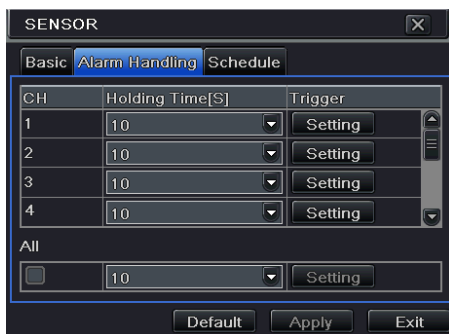 SENSOR
Basic Alarm Handling Schedule
CH Holding Time[S] Trigger
1 10 Setting
2 10 Setting
3 10 Setting
4 10 Setting
All
10 Setting
Default Apply Exit